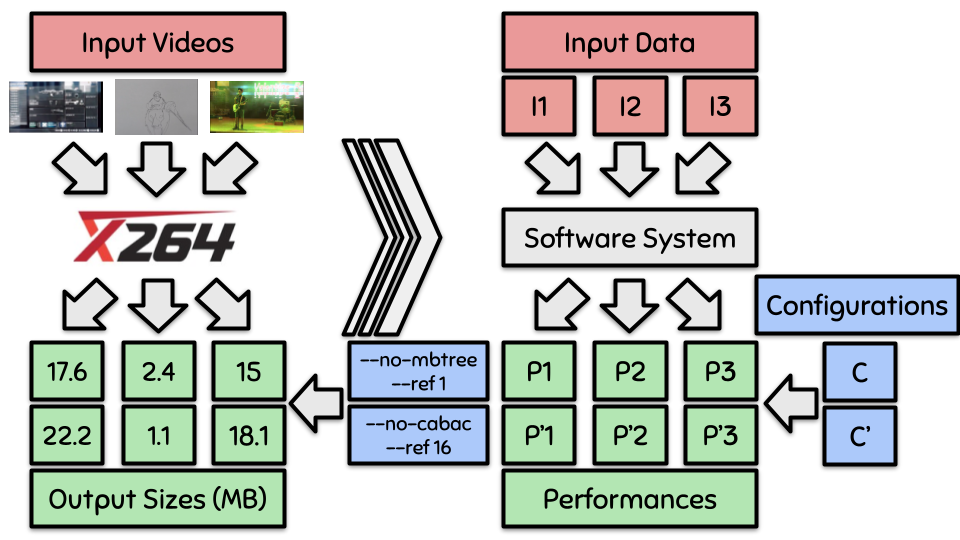 Input Videos
X264
17.6 2.4 15
22.2 1.1 18.1
Output Sizes (MB)
--no-mbtree
--ref 1
--no-cabac
--ref 16
Input Data
I1 I2 I3
Software System
Configurations
P1 P2 P3
P'1 P'2 P'3
C
C'
Performances